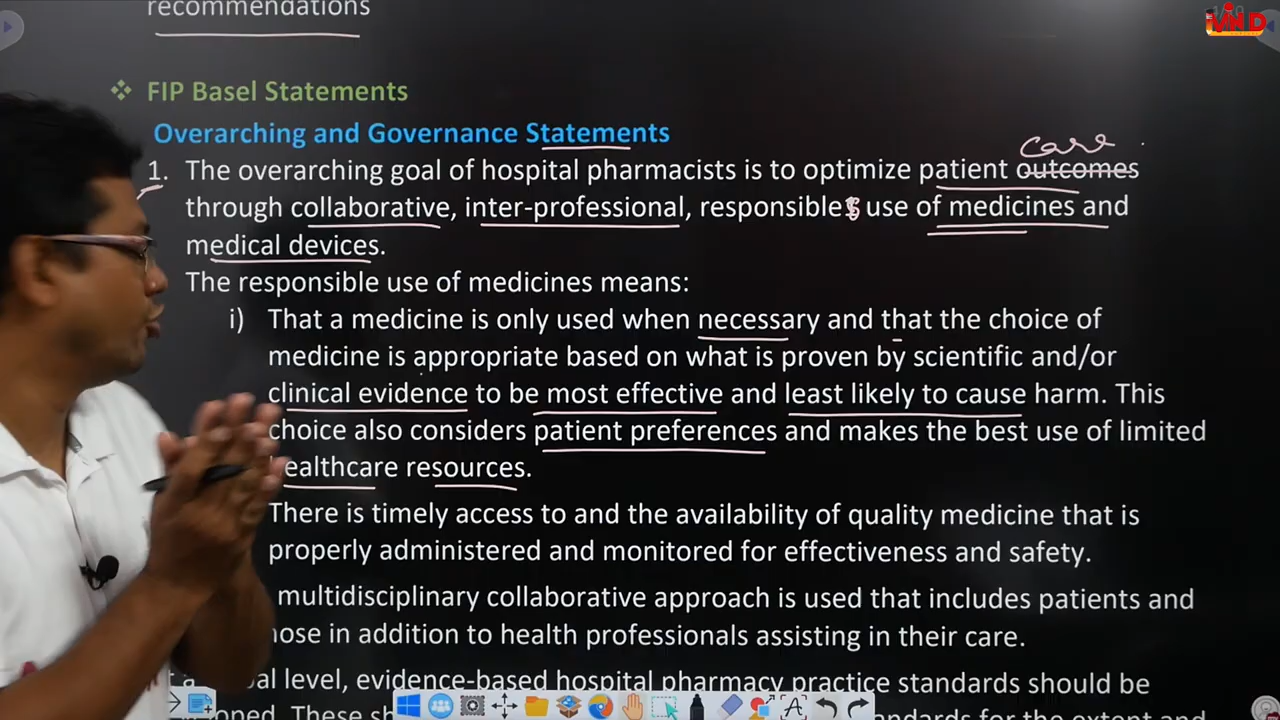 recommendations
❖ FIP Basel Statements
Overarching and Governance Statements
care
1. The overarching goal of hospital pharmacists is to optimize patient outcomes
through collaborative, inter-professional, responsible use of medicines and
medical devices.
The responsible use of medicines means:
i) That a medicine is only used when necessary and that the choice of
medicine is appropriate based on what is proven by scientific and/or
clinical evidence to be most effective and least likely to cause harm. This
choice also considers patient preferences and makes the best use of limited
healthcare resources.
There is timely access to and the availability of quality medicine that is
properly administered and monitored for effectiveness and safety.
multidisciplinary collaborative approach is used that includes patients and
in addition to health professionals assisting in their care.
level, evidence-based hospital pharmacy practice standards should be
These